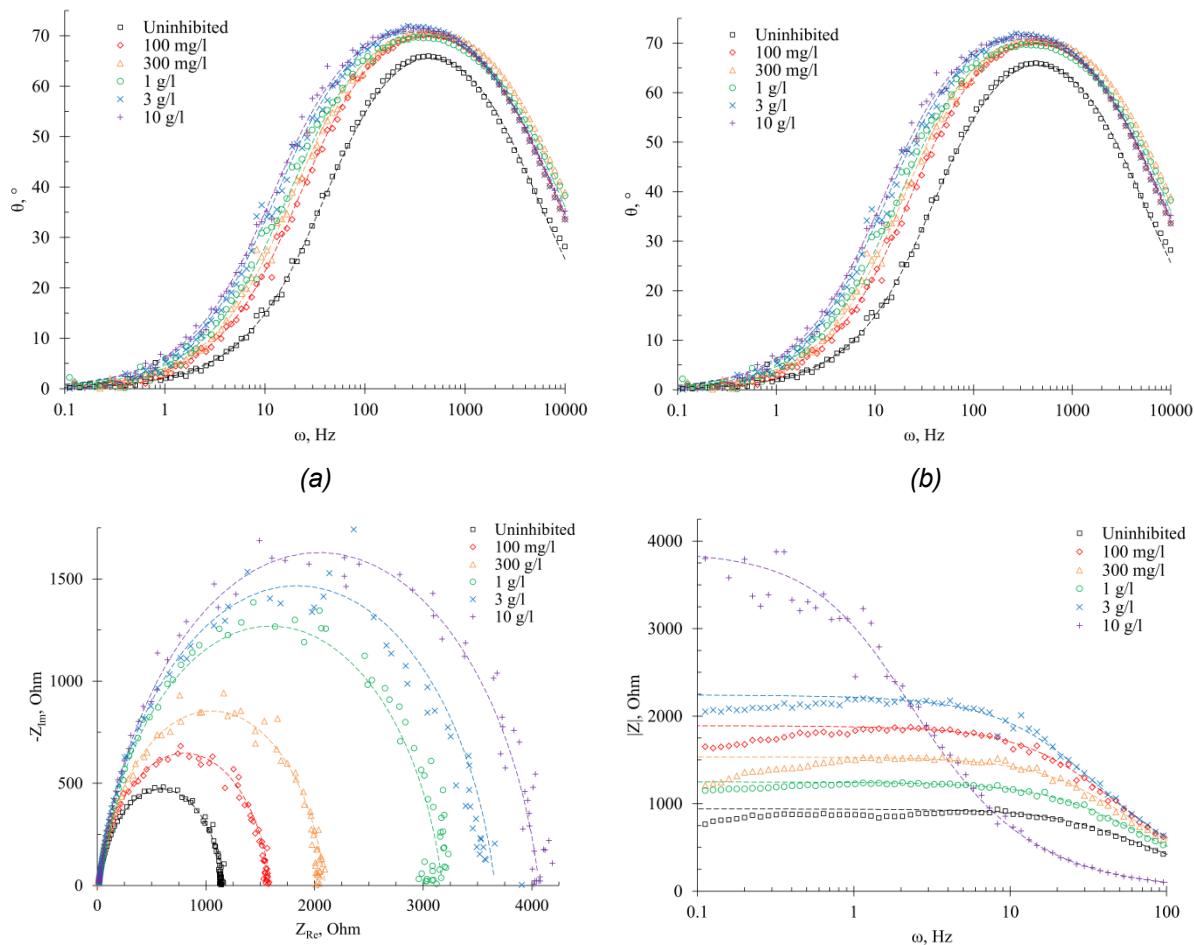 Uninhibited
100 mg/l
300 mg/l
1 g/l
3 g/l
10 g/l
70
60
50
40
30
20
10
0
θ, °
0.1 1 10 100 1000 10000
ω, Hz
(a)
Uninhibited
100 mg/l
300 mg/l
1 g/l
3 g/l
10 g/l
70
60
50
40
30
20
10
0
θ, °
0.1 1 10 100 1000 10000
ω, Hz
(b)
Uninhibited
100 mg/l
300 g/l
1 g/l
3 g/l
10 g/l
1500
1000
500
0
-Z_Im, Ohm
0 1000 2000 3000 4000
Z_Re, Ohm
Uninhibited
100 mg/l
300 mg/l
1 g/l
3 g/l
10 g/l
4000
3000
2000
1000
0
|Z|, Ohm
0.1 1 10 100
ω, Hz